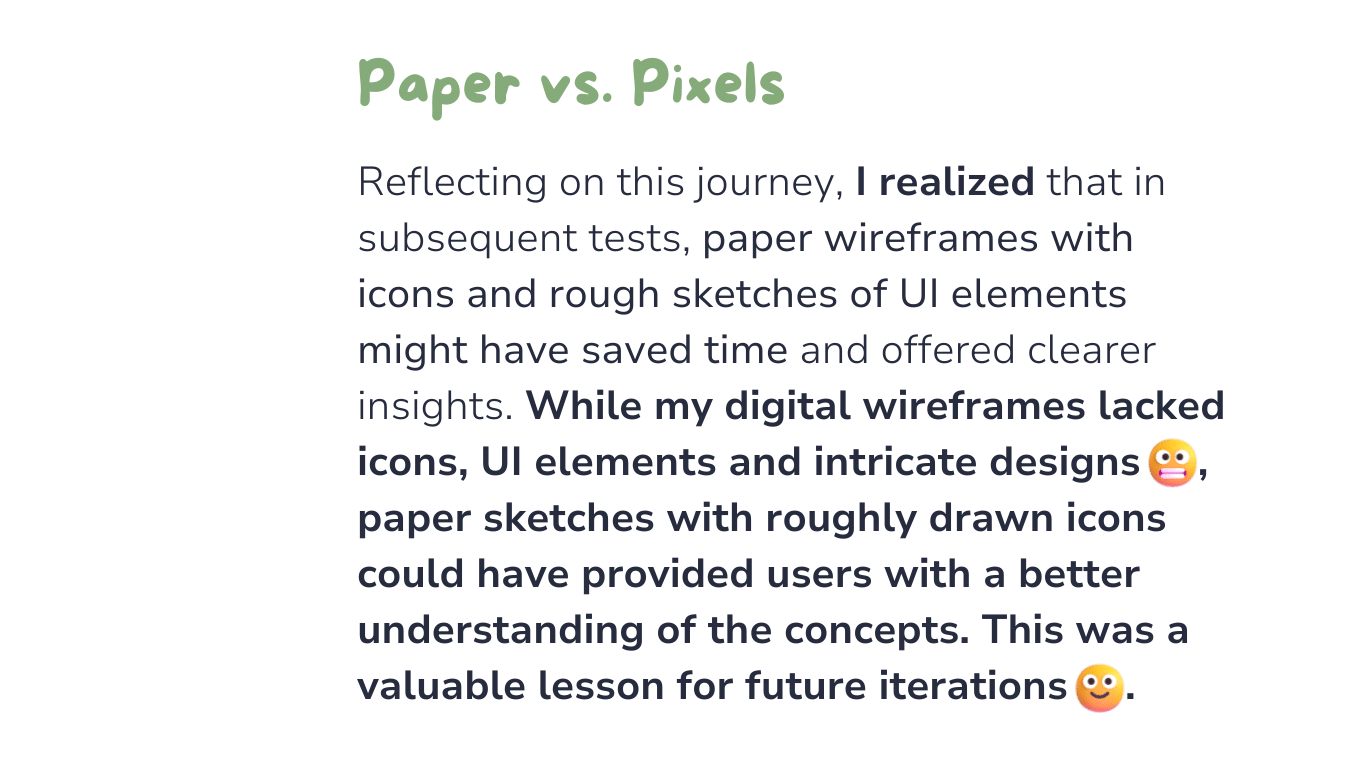 Paper vs. Pixels
Reflecting on this journey, I realized that in
subsequent tests, paper wireframes with
icons and rough sketches of UI elements
might have saved time and offered clearer
insights. While my digital wireframes lacked
icons, UI elements and intricate designs😬,
paper sketches with roughly drawn icons
could have provided users with a better
understanding of the concepts. This was a
valuable lesson for future iterations🙂.